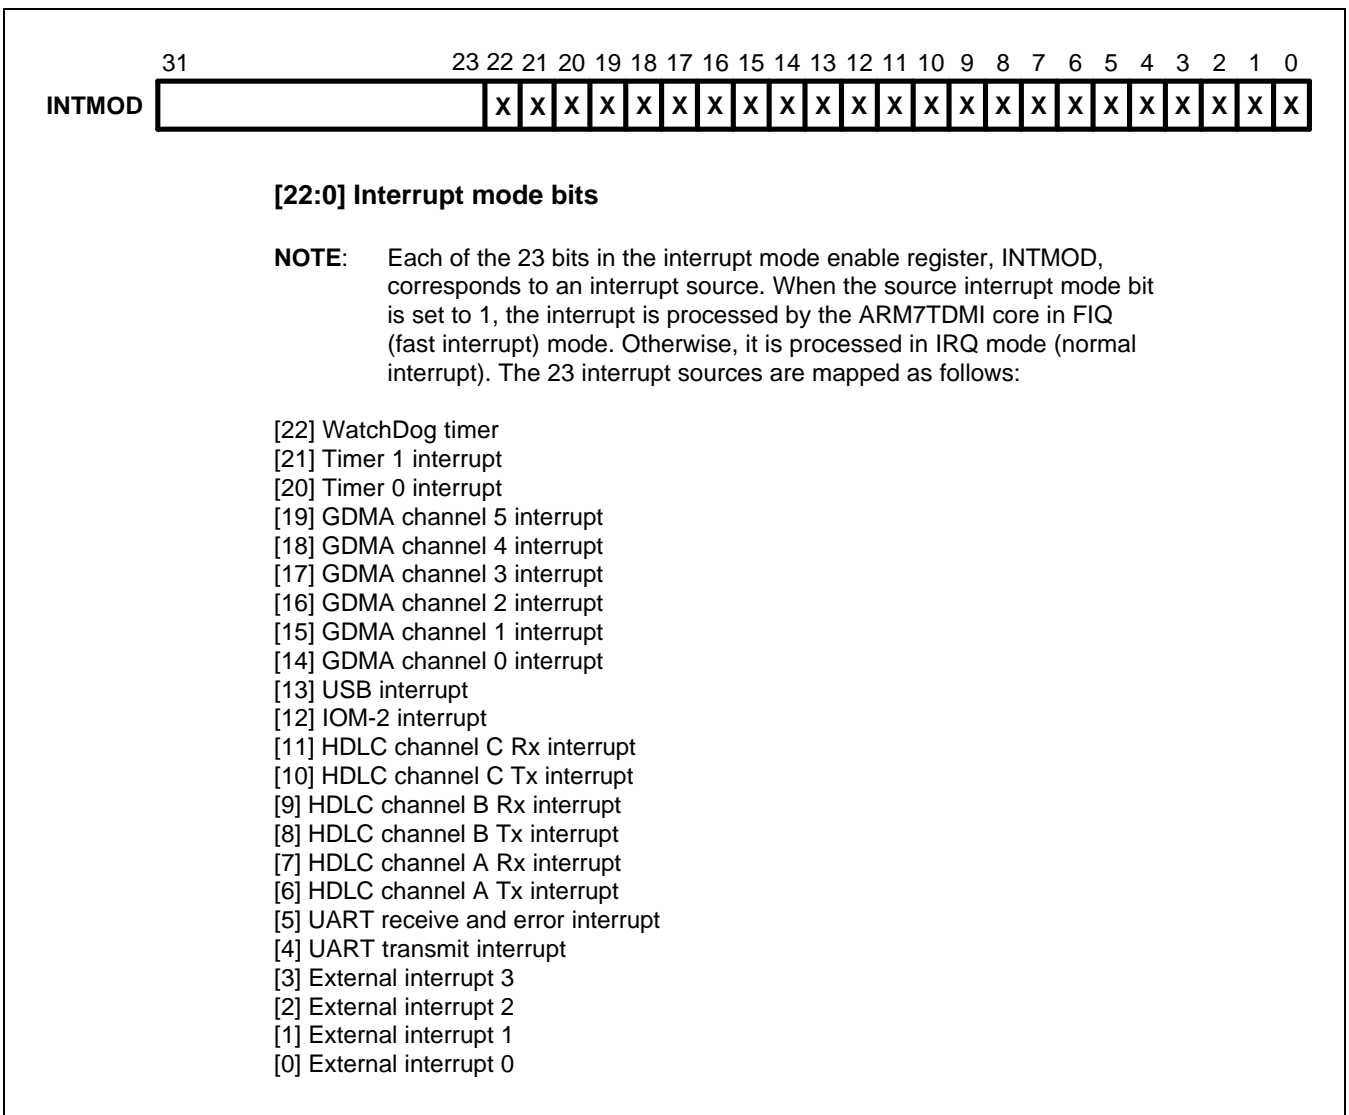 31 23 22 21 20 19 18 17 16 15 14 13 12 11 10 9 8 7 6 5 4 3 2 1 0
INTMOD X X X X X X X X X X X X X X X X X X X X X X X
[22:0] Interrupt mode bits
NOTE: Each of the 23 bits in the interrupt mode enable register, INTMOD,
corresponds to an interrupt source. When the source interrupt mode bit
is set to 1, the interrupt is processed by the ARM7TDMI core in FIQ
(fast interrupt) mode. Otherwise, it is processed in IRQ mode (normal
interrupt). The 23 interrupt sources are mapped as follows:
[22] WatchDog timer
[21] Timer 1 interrupt
[20] Timer 0 interrupt
[19] GDMA channel 5 interrupt
[18] GDMA channel 4 interrupt
[17] GDMA channel 3 interrupt
[16] GDMA channel 2 interrupt
[15] GDMA channel 1 interrupt
[14] GDMA channel 0 interrupt
[13] USB interrupt
[12] IOM-2 interrupt
[11] HDLC channel C Rx interrupt
[10] HDLC channel C Tx interrupt
[9] HDLC channel B Rx interrupt
[8] HDLC channel B Tx interrupt
[7] HDLC channel A Rx interrupt
[6] HDLC channel A Tx interrupt
[5] UART receive and error interrupt
[4] UART transmit interrupt
[3] External interrupt 3
[2] External interrupt 2
[1] External interrupt 1
[0] External interrupt 0